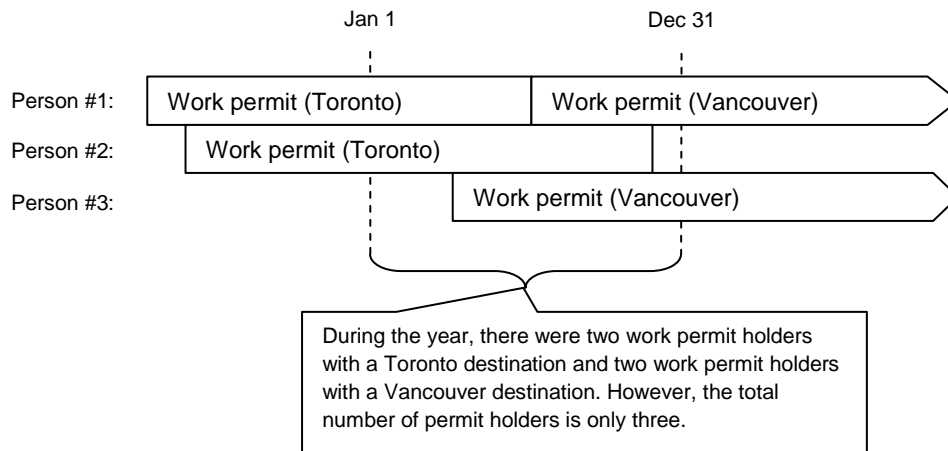 Jan 1 Dec 31
Person #1: Work permit (Toronto) Work permit (Vancouver)
Person #2: Work permit (Toronto)
Person #3: Work permit (Vancouver)
During the year, there were two work permit holders
with a Toronto destination and two work permit holders
with a Vancouver destination. However, the total
number of permit holders is only three.